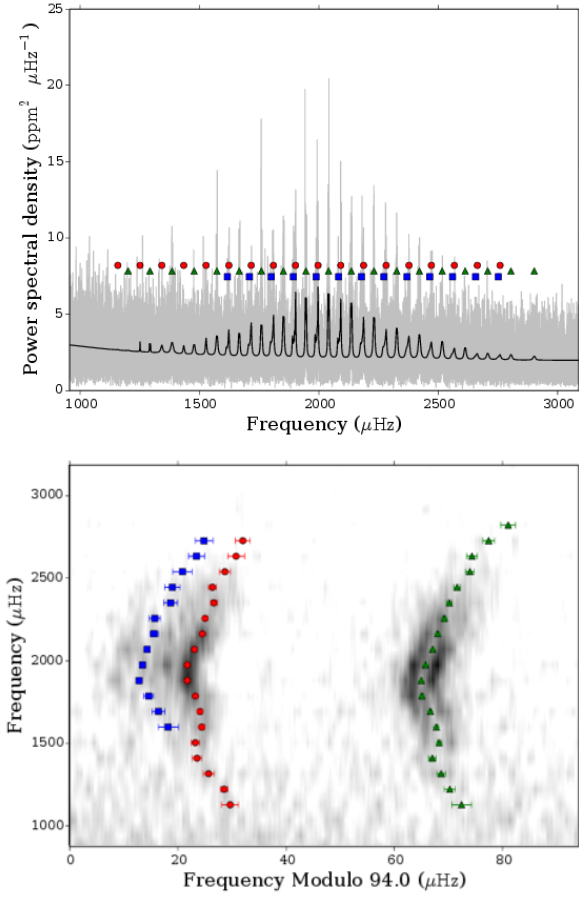 25
20
15
10
5
0
Power spectral density (ppm² μHz⁻¹)
1000 1500 2000 2500 3000
Frequency (μHz)
3000
2500
2000
1500
1000
Frequency (μHz)
0 20 40 60 80
Frequency Modulo 94.0 (μHz)